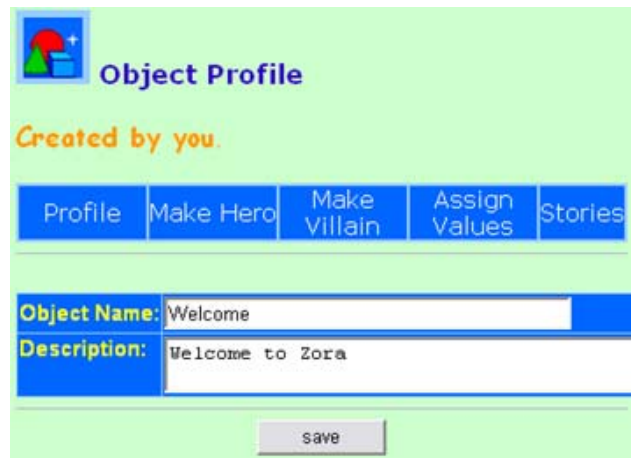 Object Profile
Created by you.
Profile Make Hero Make Villain Assign Values Stories
Object Name: Welcome
Description: Welcome to Zora
save